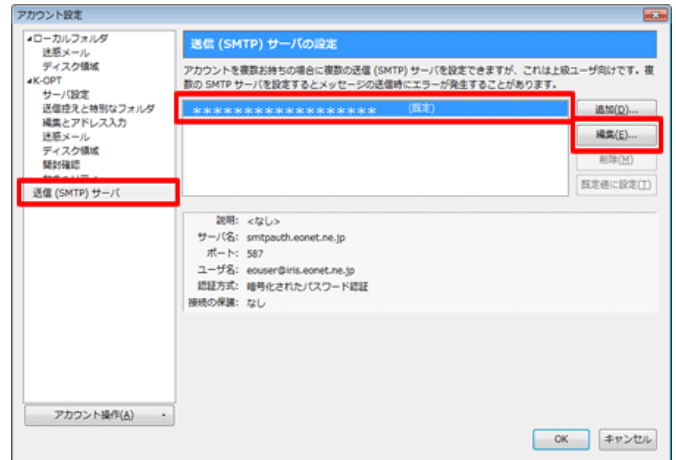 アカウント設定
ローカルフォルダ
迷惑メール
ディスク領域
K-OPT
サーバ設定
送信控えと特別なフォルダ
編集とアドレス入力
迷惑メール
ディスク領域
開封確認
送信 (SMTP) サーバ
アカウント操作(A)
送信 (SMTP) サーバの設定
アカウントを複数お持ちの場合に複数の送信 (SMTP) サーバを設定できますが、これは上級ユーザ向けです。複
数の SMTP サーバを設定するとメッセージの送信時にエラーが発生することがあります。
***************** (既定)
追加(D)...
編集(E)...
削除(M)
既定値に設定(T)
説明: <なし>
サーバ名: smtpauth.eonet.ne.jp
ポート: 587
ユーザ名: eouser@iris.eonet.ne.jp
認証方式: 暗号化されたパスワード認証
接続の保護: なし
OK
キャンセル